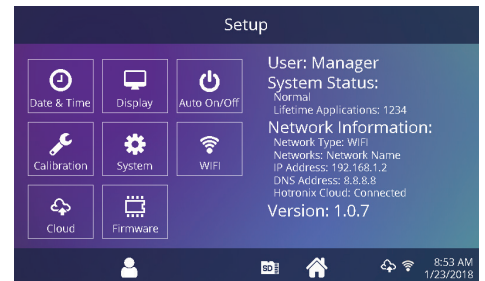 Setup
Date & Time
Display
Auto On/Off
Calibration
System
WIFI
Cloud
Firmware
User: Manager
System Status:
Normal
Lifetime Applications: 1234
Network Information:
Network Type: WIFI
Networks: Network Name
IP Address: 192.168.1.2
DNS Address: 8.8.8.8
Hotronix Cloud: Connected
Version: 1.0.7
SD
8:53 AM
1/23/2018